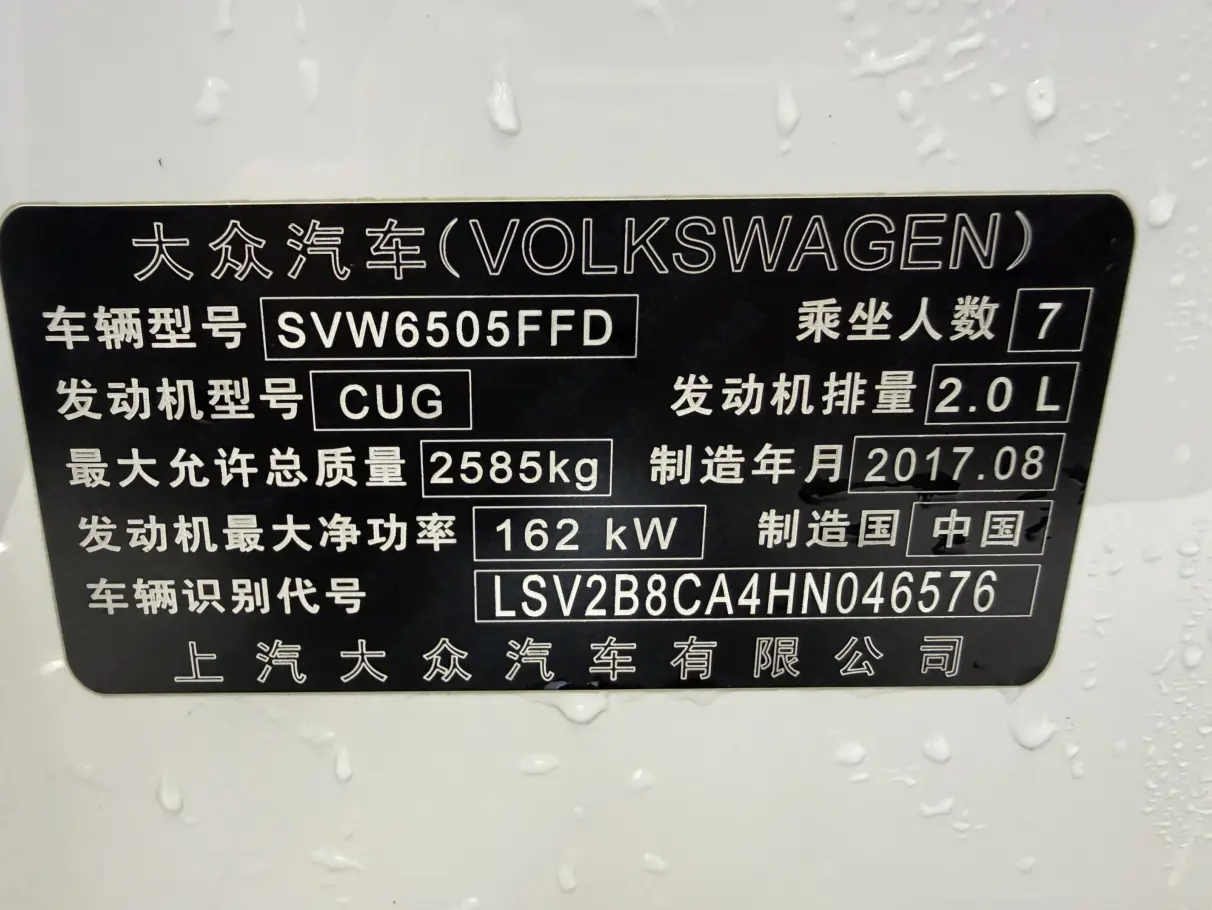 大众汽车(VOLKSWAGEN)
车辆型号 SVW6505FFD 乘坐人数 7
发动机型号 CUG 发动机排量 2.0 L
最大允许总质量 2585kg 制造年月 2017.08
发动机最大净功率 162 kW 制造国 中国
车辆识别代号 LSV2B8CA4HN046576
上汽大众汽车有限公司